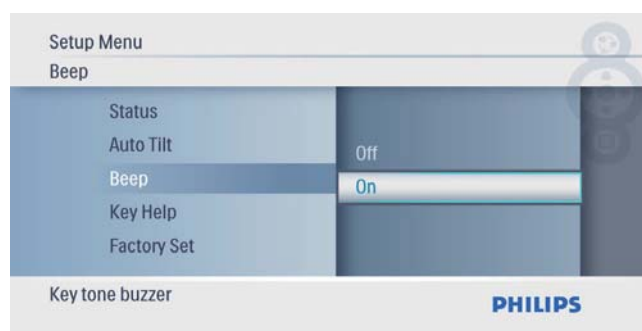 Setup Menu
Beep
Status
Auto Tilt
Beep
Key Help
Factory Set
Off
On
Key tone buzzer
PHILIPS